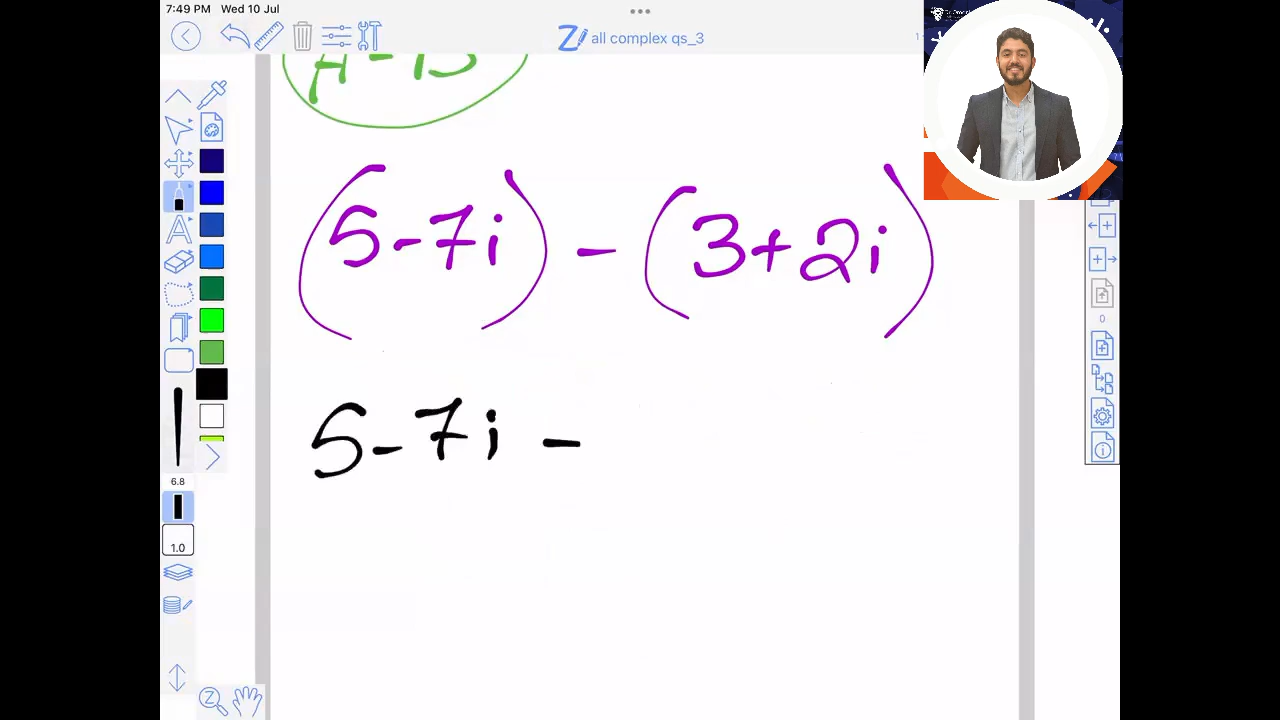 7:49 PM Wed 10 Jul
all complex qs_3
(5-7i) - (3+2i)
5-7i -
6.8
1.0
0